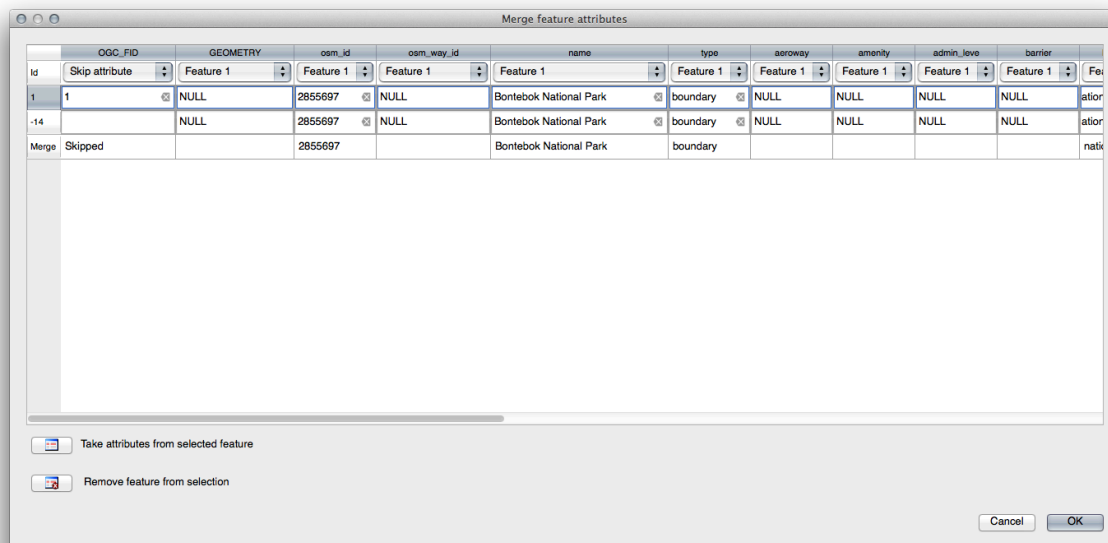 Merge feature attributes
OGC_FID GEOMETRY osm_id osm_way_id name type aeroway amenity admin_leve barrier
Id Skip attribute Feature 1 Feature 1 Feature 1 Feature 1 Feature 1 Feature 1 Feature 1 Feature 1 Feature 1 Fea
1 1 NULL 2855697 NULL Bontebok National Park boundary NULL NULL NULL NULL ation
-14 NULL 2855697 NULL Bontebok National Park boundary NULL NULL NULL NULL ation
Merge Skipped 2855697 Bontebok National Park boundary natio
Take attributes from selected feature
Remove feature from selection
Cancel OK